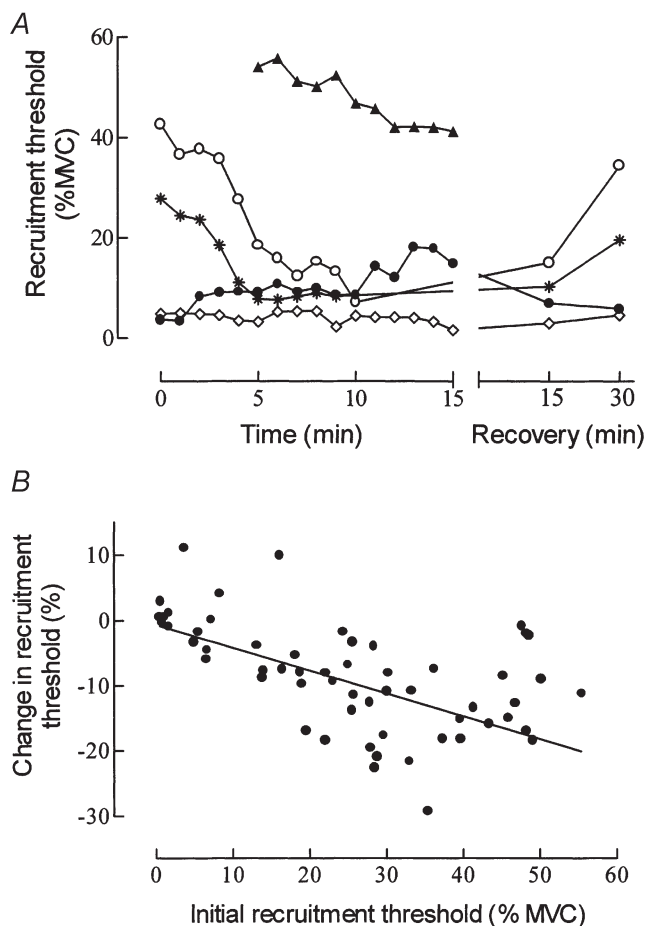 A
Recruitment threshold
(%MVC)
60
40
20
0
0 5 10 15 15 30
Time (min) Recovery (min)
B
Change in recruitment
threshold (%)
10
0
-10
-20
-30
0 10 20 30 40 50 60
Initial recruitment threshold (% MVC)